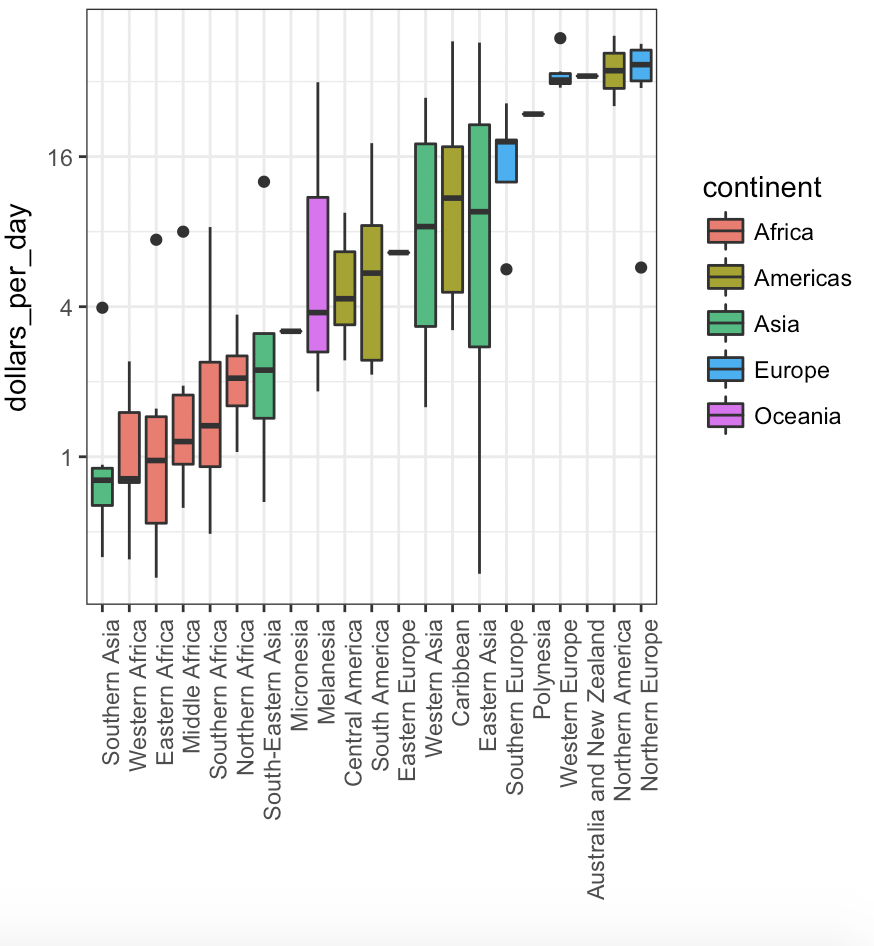 dollars_per_day
16
4
1
Southern Asia
Western Africa
Eastern Africa
Middle Africa
Southern Africa
Northern Africa
South-Eastern Asia
Micronesia
Melanesia
Central America
South America
Eastern Europe
Western Asia
Caribbean
Eastern Asia
Southern Europe
Polynesia
Western Europe
Australia and New Zealand
Northern America
Northern Europe
continent
Africa
Americas
Asia
Europe
Oceania